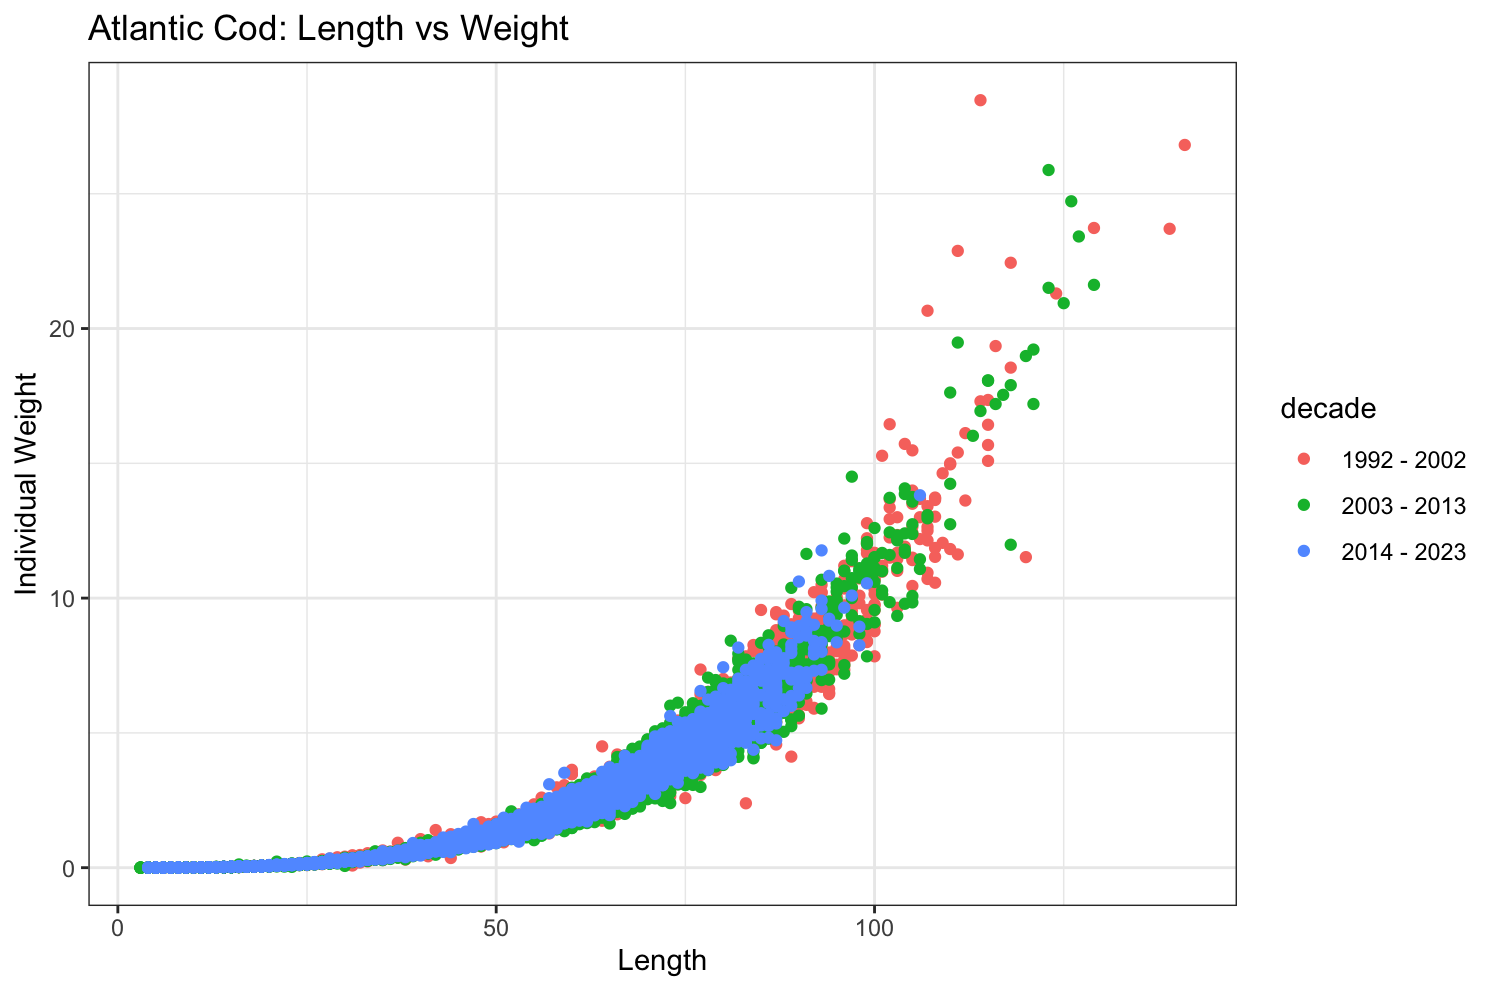 Atlantic Cod: Length vs Weight
Individual Weight
20
10
0
0
50
100
Length
decade
1992 - 2002
2003 - 2013
2014 - 2023